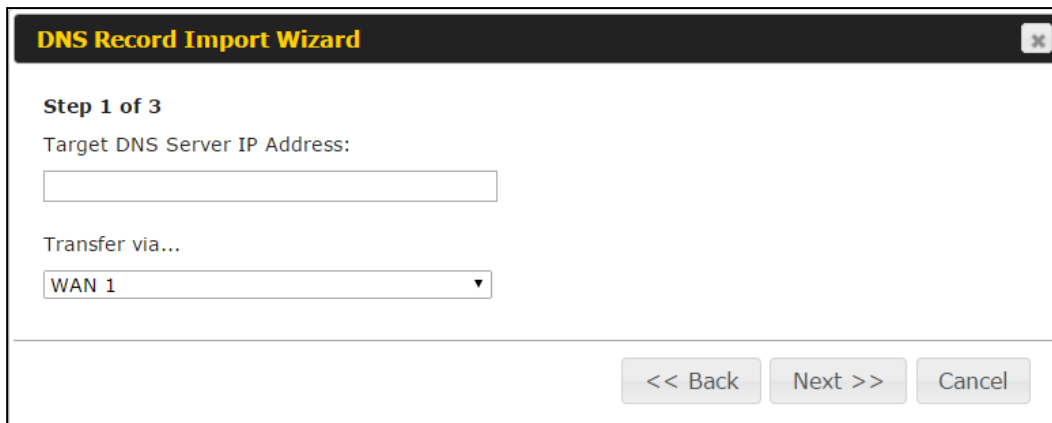 DNS Record Import Wizard
Step 1 of 3
Target DNS Server IP Address:
Transfer via...
WAN 1
<< Back Next >> Cancel